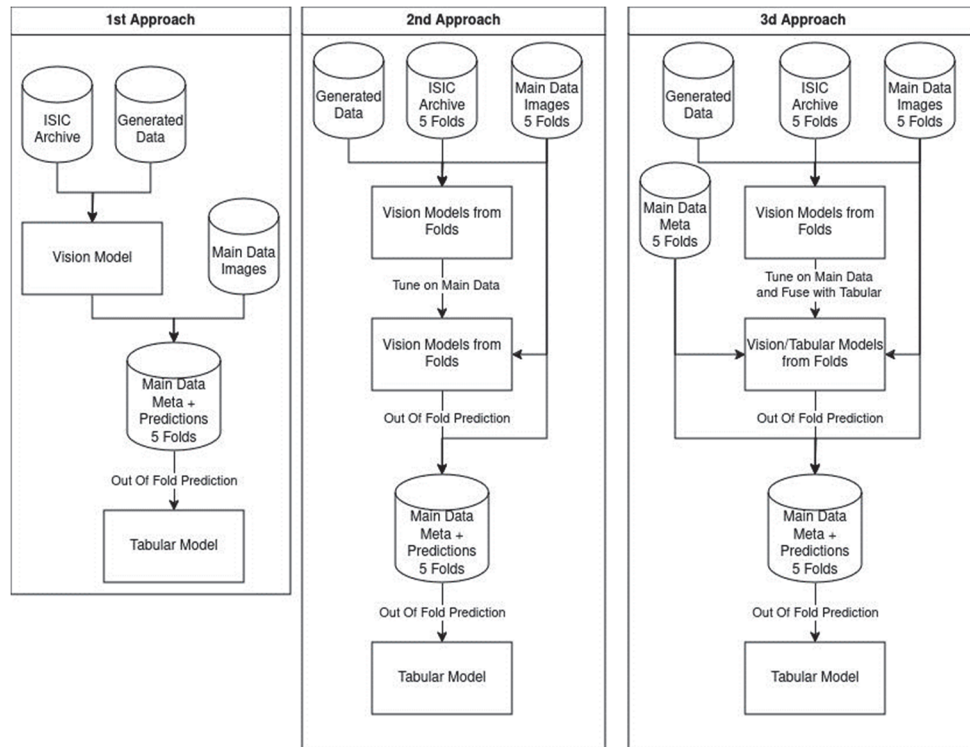 1st Approach
ISIC
Archive
Generated
Data
Vision Model
Main Data
Images
Main Data
Meta +
Predictions
5 Folds
Out Of Fold Prediction
Tabular Model
2nd Approach
Generated
Data
ISIC
Archive
5 Folds
Main Data
Images
5 Folds
Vision Models from
Folds
Tune on Main Data
Vision Models from
Folds
Out Of Fold Prediction
Main Data
Meta +
Predictions
5 Folds
Out Of Fold Prediction
Tabular Model
3d Approach
Generated
Data
ISIC
Archive
5 Folds
Main Data
Images
5 Folds
Main Data
Meta
5 Folds
Vision Models from
Folds
Tune on Main Data
and Fuse with Tabular
Vision/Tabular Models
from Folds
Out Of Fold Prediction
Main Data
Meta +
Predictions
5 Folds
Out Of Fold Prediction
Tabular Model